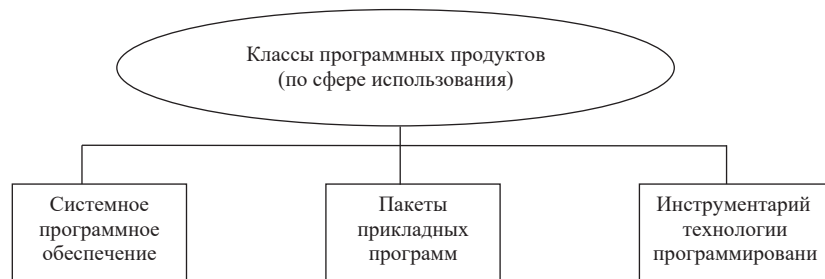 Классы программных продуктов
(по сфере использования)
Системное
программное
обеспечение
Пакеты
прикладных
программ
Инструментарий
технологии
программировани